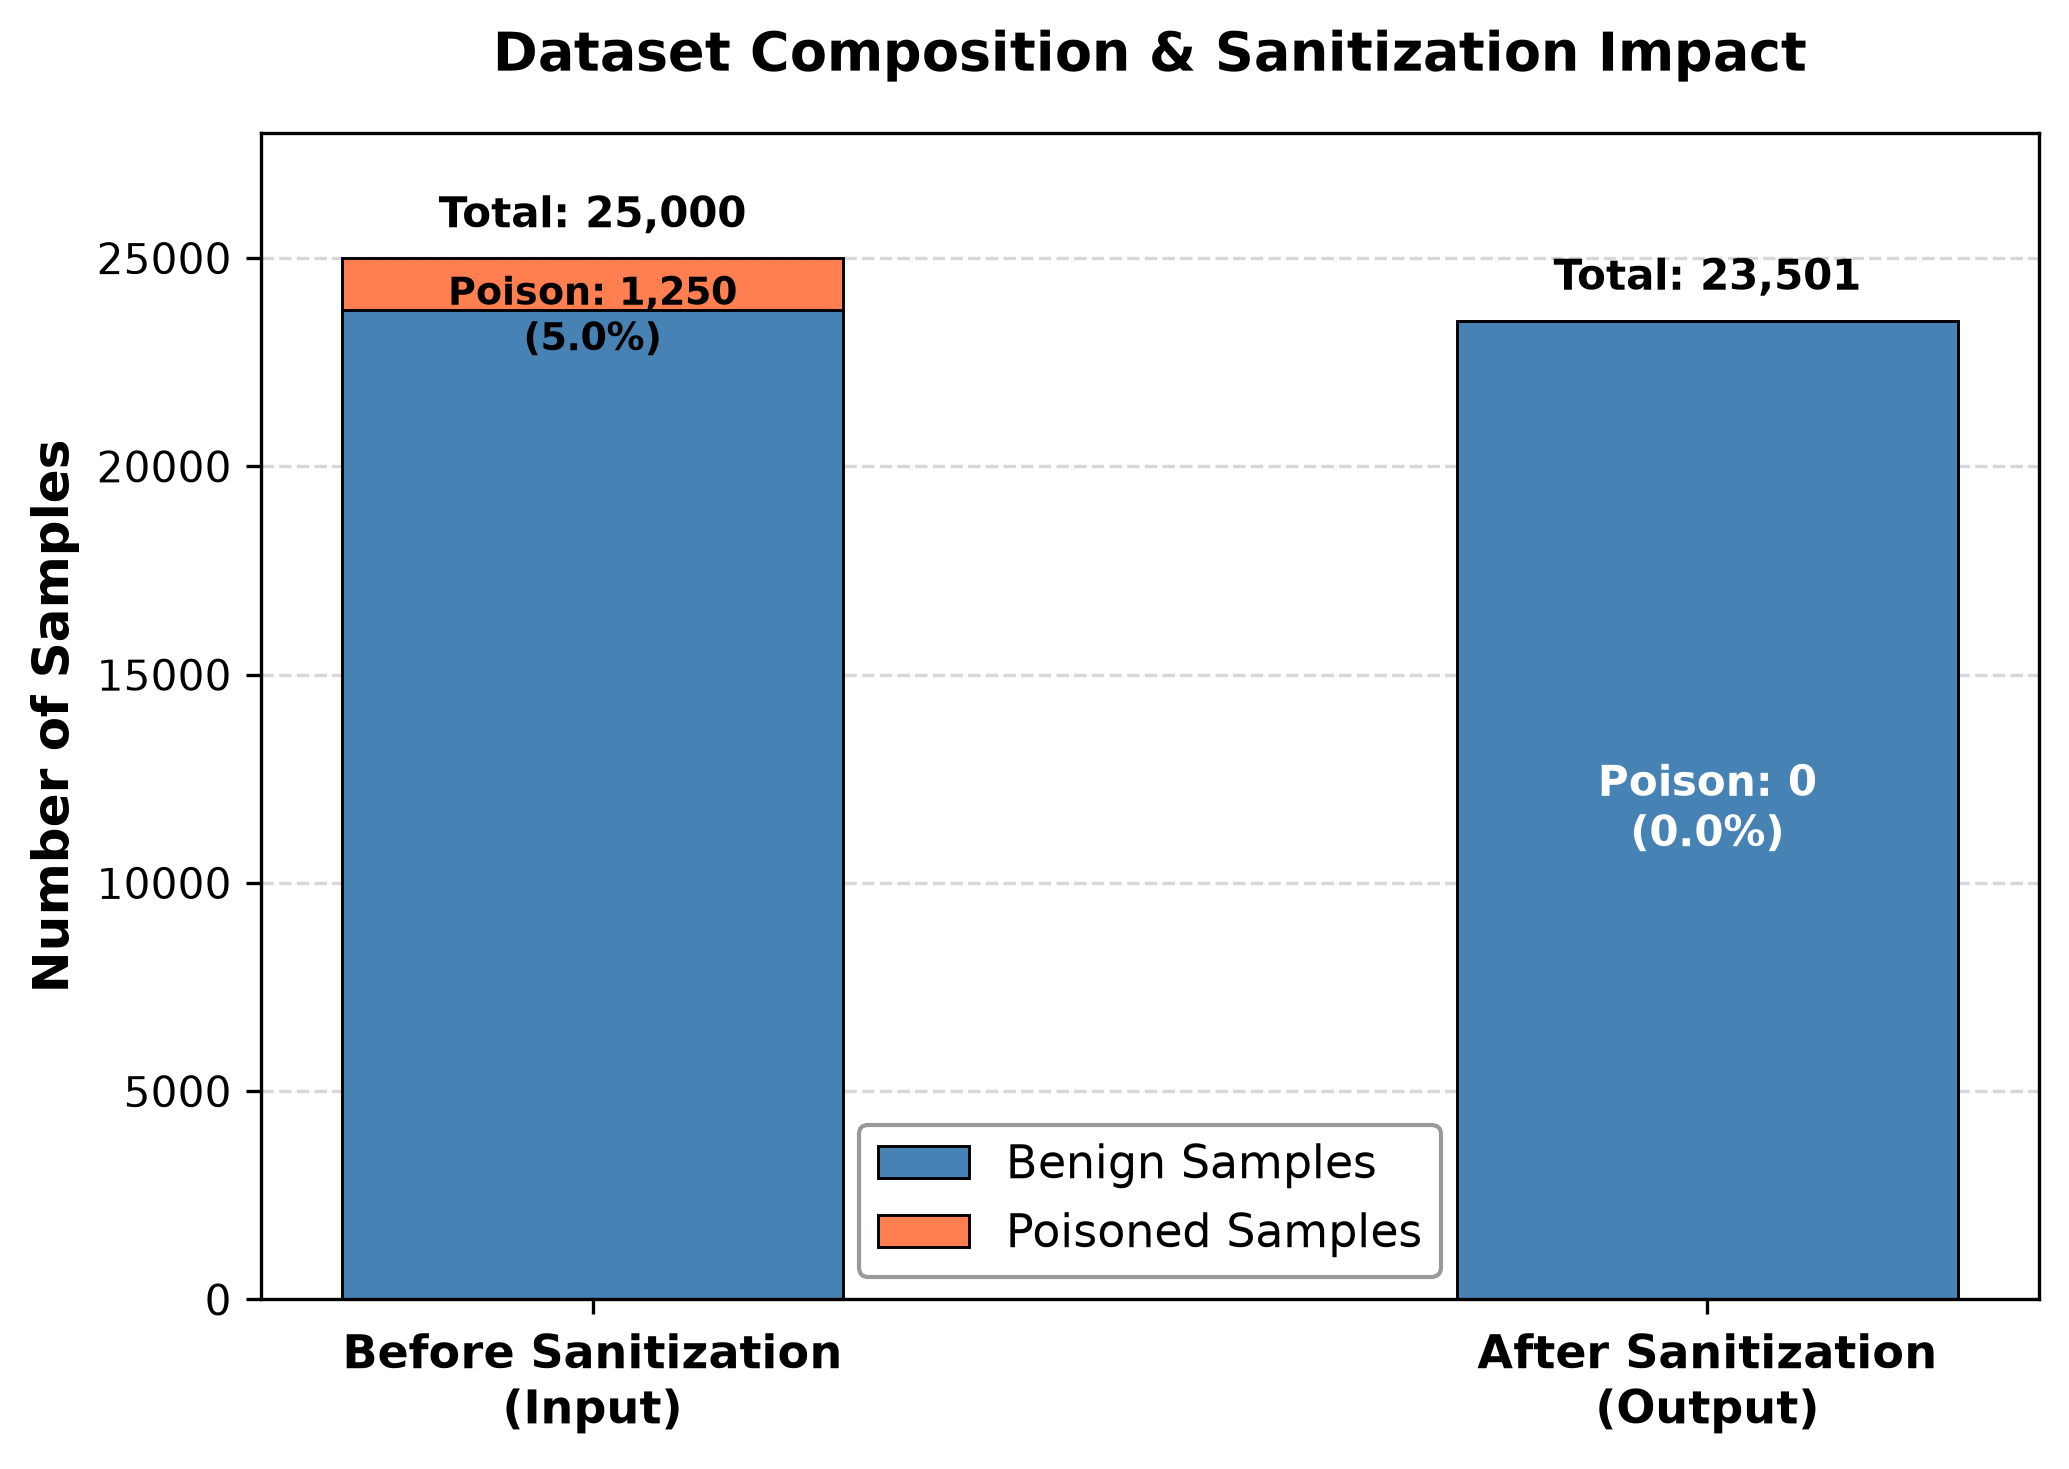 Dataset Composition & Sanitization Impact
Number of Samples
25000
20000
15000
10000
5000
0
Total: 25,000
Poison: 1,250
(5.0%)
Total: 23,501
Poison: 0
(0.0%)
Benign Samples
Poisoned Samples
Before Sanitization
(Input)
After Sanitization
(Output)